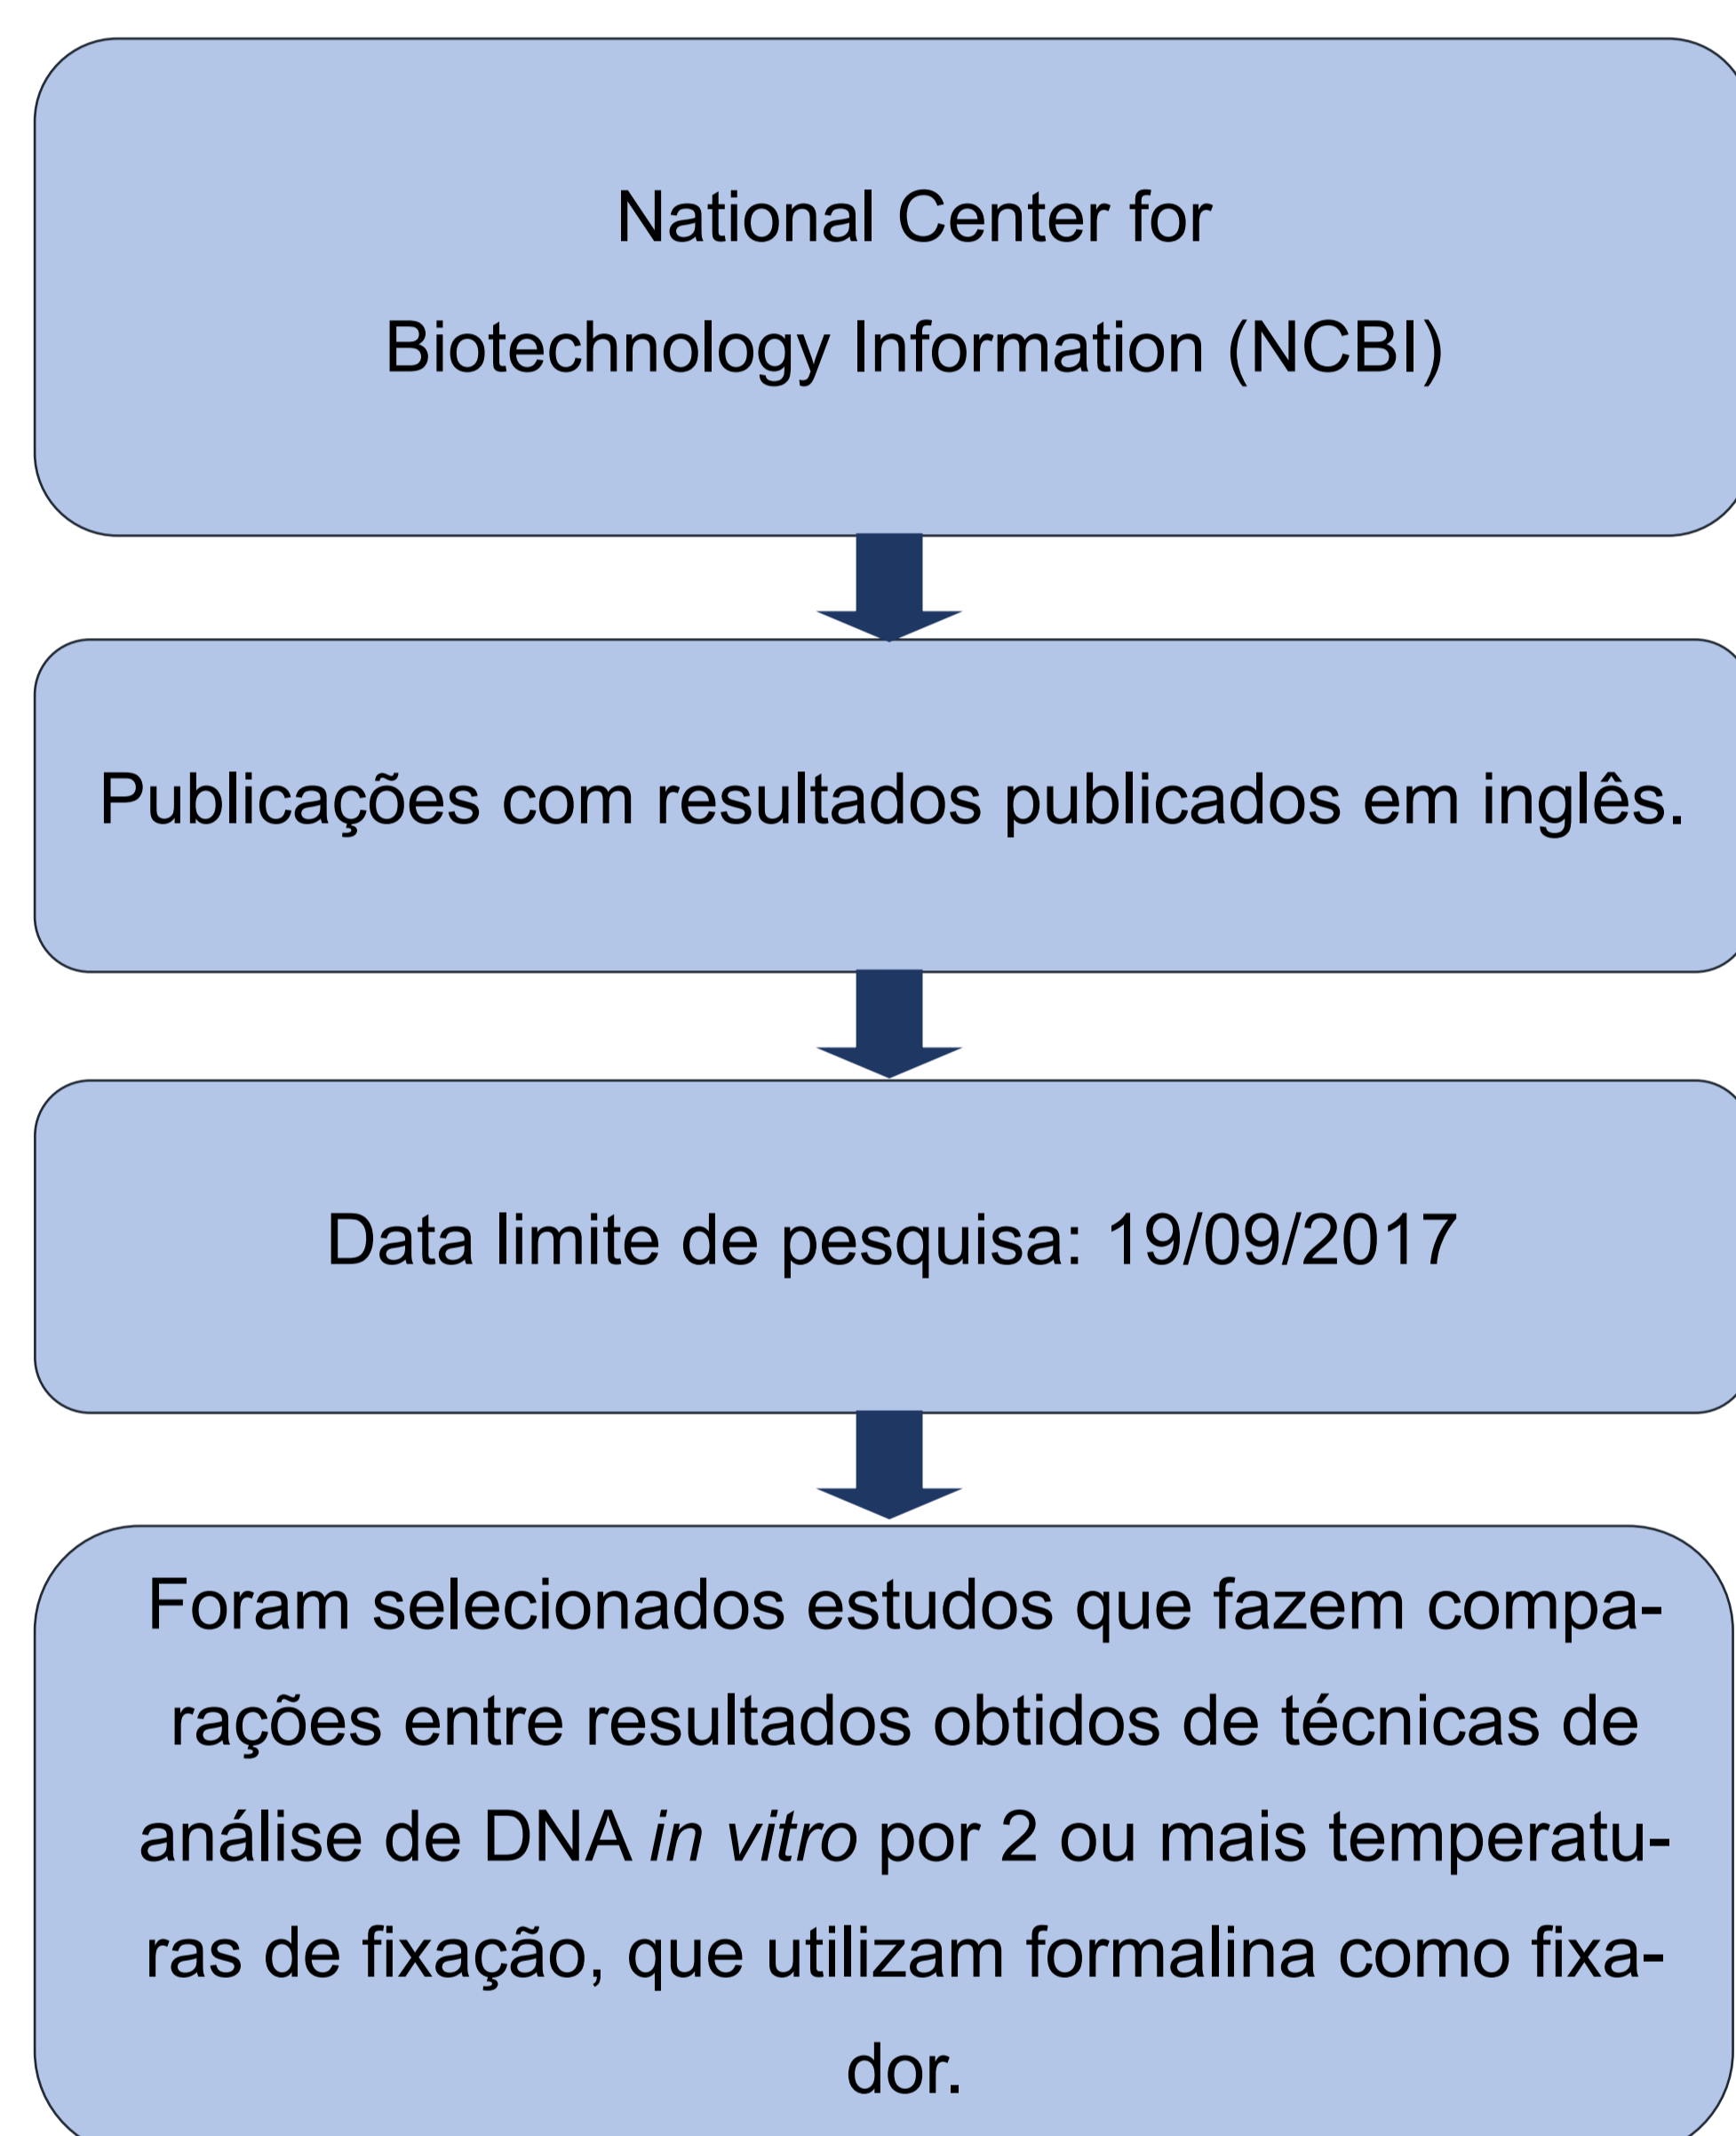 National Center for
Biotechnology Information (NCBI)
Publicações com resultados publicados em inglês.
Data limite de pesquisa: 19/09/2017
Foram selecionados estudos que fazem compa-
rações entre resultados obtidos de técnicas de
análise de DNA in vitro por 2 ou mais temperatu-
ras de fixação, que utilizam formalina como fixa-
dor.